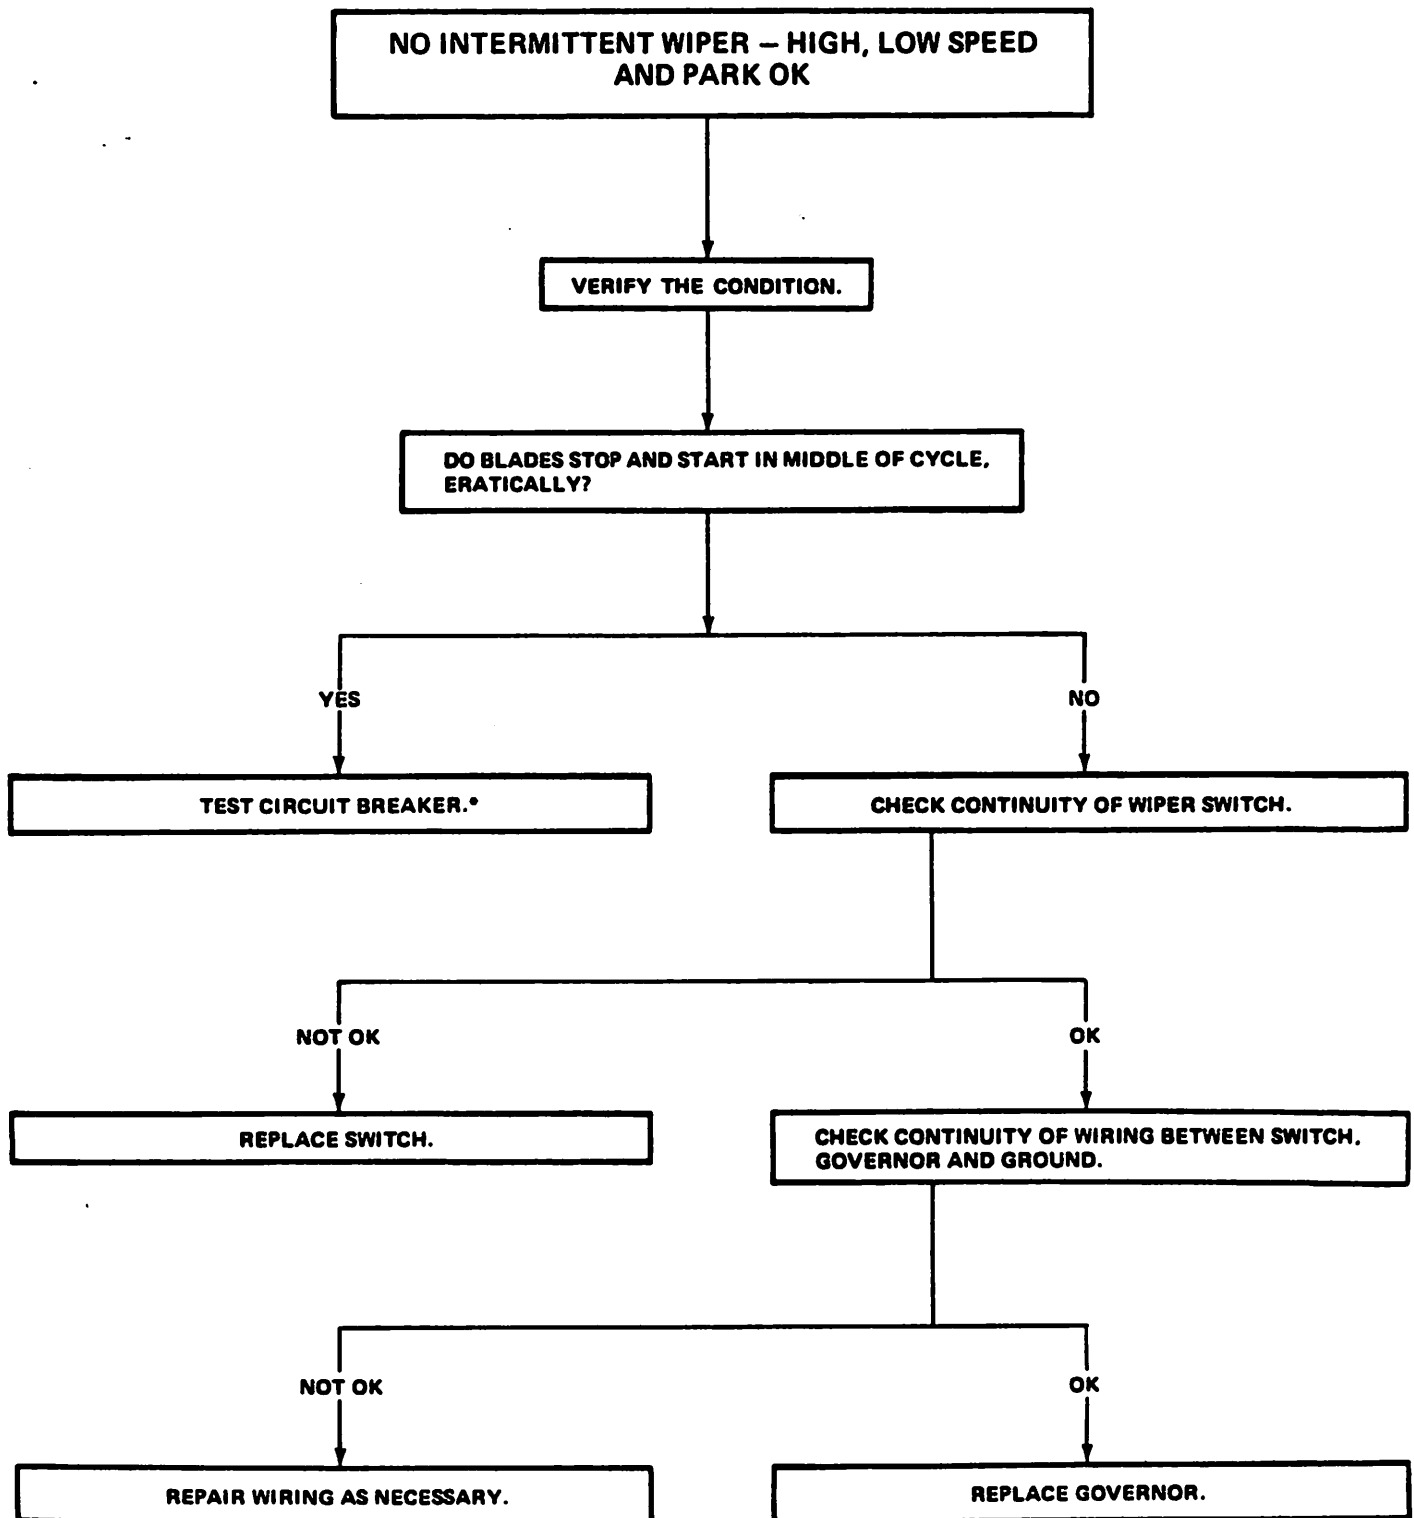 NO INTERMITTENT WIPER – HIGH, LOW SPEED
AND PARK OK
VERIFY THE CONDITION.
DO BLADES STOP AND START IN MIDDLE OF CYCLE,
ERATICALLY?
YES
NO
TEST CIRCUIT BREAKER.*
CHECK CONTINUITY OF WIPER SWITCH.
NOT OK
OK
REPLACE SWITCH.
CHECK CONTINUITY OF WIRING BETWEEN SWITCH,
GOVERNOR AND GROUND.
NOT OK
OK
REPAIR WIRING AS NECESSARY.
REPLACE GOVERNOR.